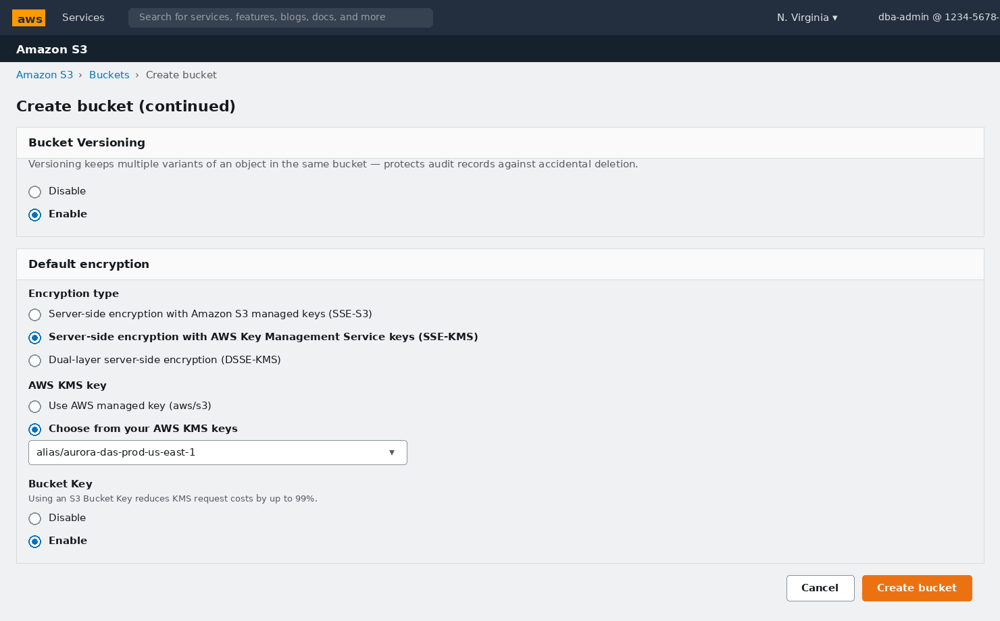 aws Services Search for services, features, blogs, docs, and more N. Virginia ▾ dba-admin @ 1234-5678-
Amazon S3
Amazon S3 › Buckets › Create bucket
Create bucket (continued)
Bucket Versioning
Versioning keeps multiple variants of an object in the same bucket — protects audit records against accidental deletion.
Disable
Enable
Default encryption
Encryption type
Server-side encryption with Amazon S3 managed keys (SSE-S3)
Server-side encryption with AWS Key Management Service keys (SSE-KMS)
Dual-layer server-side encryption (DSSE-KMS)
AWS KMS key
Use AWS managed key (aws/s3)
Choose from your AWS KMS keys
alias/aurora-das-prod-us-east-1 ▾
Bucket Key
Using an S3 Bucket Key reduces KMS request costs by up to 99%.
Disable
Enable
Cancel Create bucket